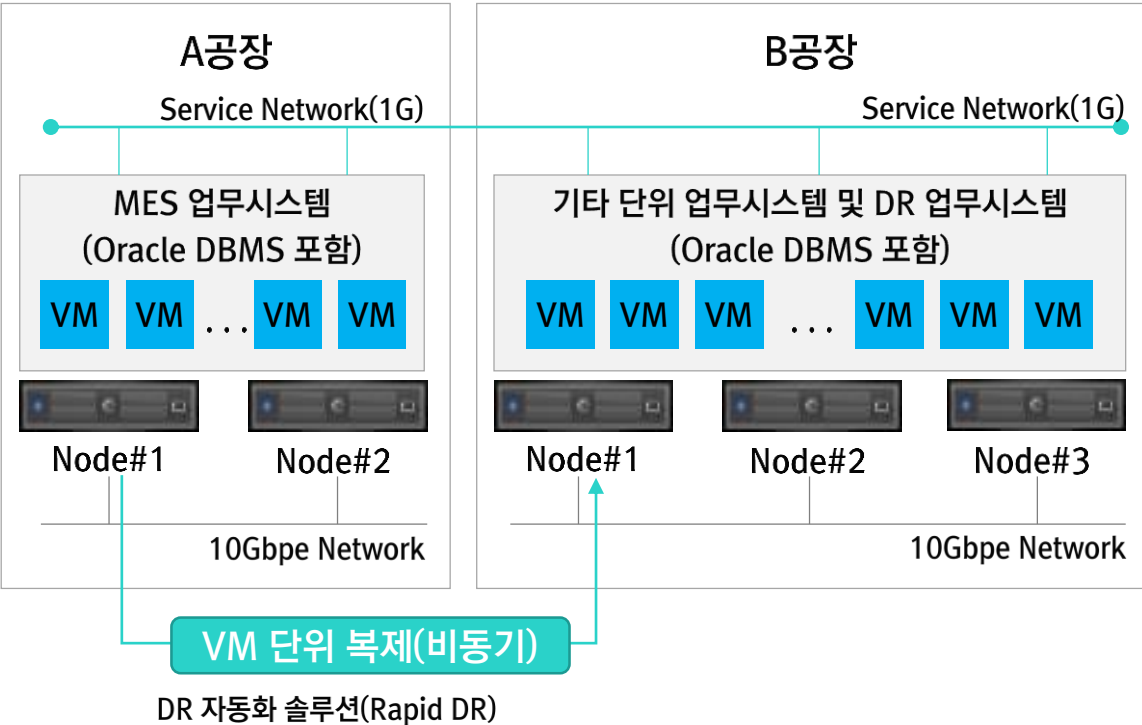 A공장
Service Network(1G)
MES 업무시스템
(Oracle DBMS 포함)
VM VM ... VM VM
Node#1 Node#2
10Gbpe Network
B공장
Service Network(1G)
기타 단위 업무시스템 및 DR 업무시스템
(Oracle DBMS 포함)
VM VM VM ... VM VM VM
Node#1 Node#2 Node#3
10Gbpe Network
VM 단위 복제(비동기)
DR 자동화 솔루션(Rapid DR)